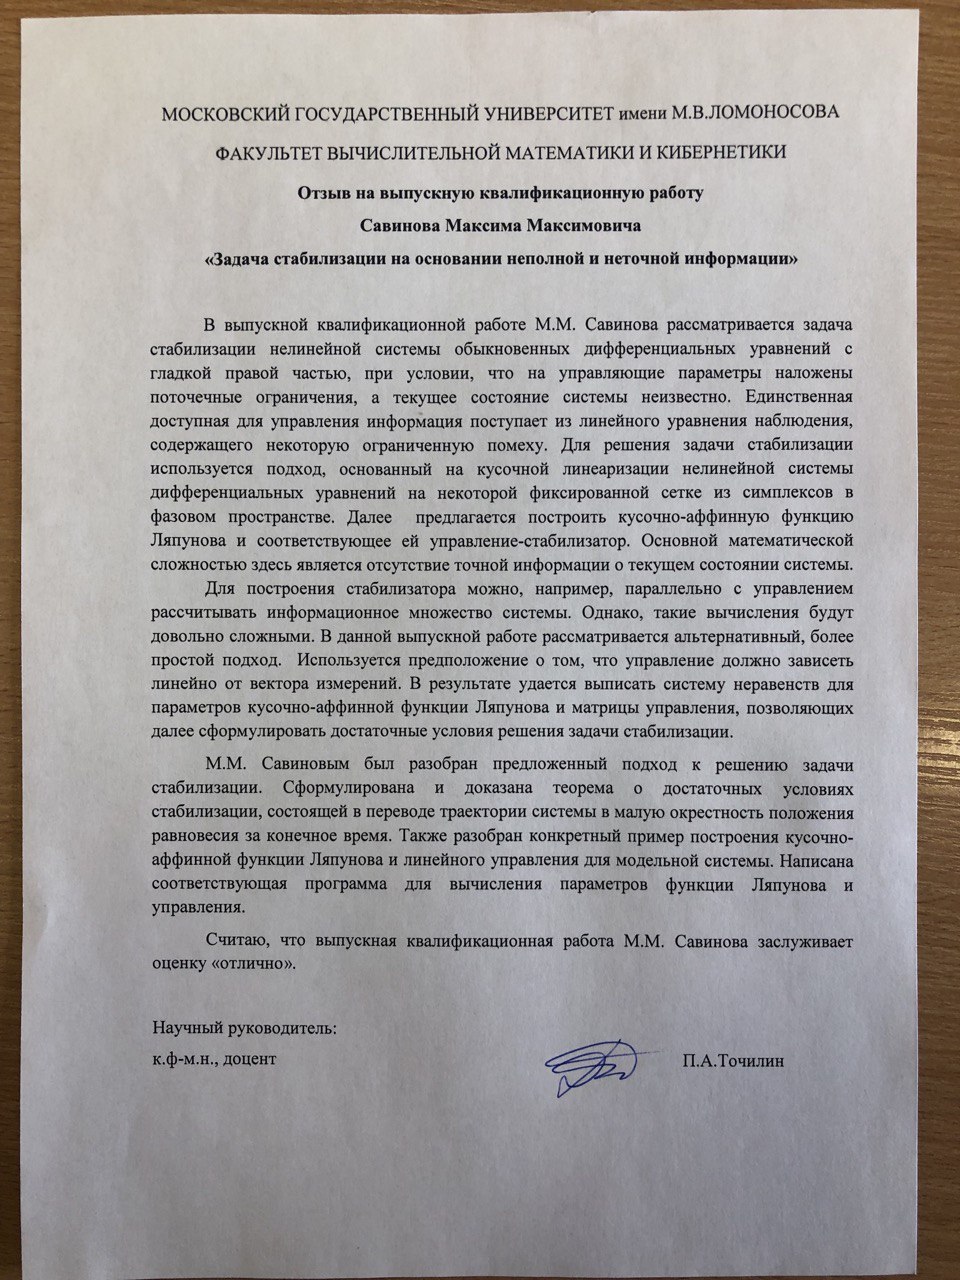 МОСКОВСКИЙ ГОСУДАРСТВЕННЫЙ УНИВЕРСИТЕТ имени М.В.ЛОМОНОСОВА
ФАКУЛЬТЕТ ВЫЧИСЛИТЕЛЬНОЙ МАТЕМАТИКИ И КИБЕРНЕТИКИ
Отзыв на выпускную квалификационную работу
Савинова Максима Максимовича
«Задача стабилизации на основании неполной и неточной информации»
В выпускной квалификационной работе М.М. Савинова рассматривается задача
стабилизации нелинейной системы обыкновенных дифференциальных уравнений с
гладкой правой частью, при условии, что на управляющие параметры наложены
поточечные ограничения, а текущее состояние системы неизвестно. Единственная
доступная для управления информация поступает из линейного уравнения наблюдения,
содержащего некоторую ограниченную помеху. Для решения задачи стабилизации
используется подход, основанный на кусочной линеаризации нелинейной системы
дифференциальных уравнений на некоторой фиксированной сетке из симплексов в
фазовом пространстве. Далее предлагается построить кусочно-аффинную функцию
Ляпунова и соответствующее ей управление-стабилизатор. Основной математической
сложностью здесь является отсутствие точной информации о текущем состоянии системы.
Для построения стабилизатора можно, например, параллельно с управлением
рассчитывать информационное множество системы. Однако, такие вычисления будут
довольно сложными. В данной выпускной работе рассматривается альтернативный, более
простой подход. Используется предположение о том, что управление должно зависеть
линейно от вектора измерений. В результате удается выписать систему неравенств для
параметров кусочно-аффинной функции Ляпунова и матрицы управления, позволяющих
далее сформулировать достаточные условия решения задачи стабилизации.
М.М. Савиновым был разобран предложенный подход к решению задачи
стабилизации. Сформулирована и доказана теорема о достаточных условиях
стабилизации, состоящей в переводе траектории системы в малую окрестность положения
равновесия за конечное время. Также разобран конкретный пример построения кусочно-
аффинной функции Ляпунова и линейного управления для модельной системы. Написана
соответствующая программа для вычисления параметров функции Ляпунова и
управления.
Считаю, что выпускная квалификационная работа М.М. Савинова заслуживает
оценку «отлично».
Научный руководитель:
к.ф-м.н., доцент П.А.Точилин